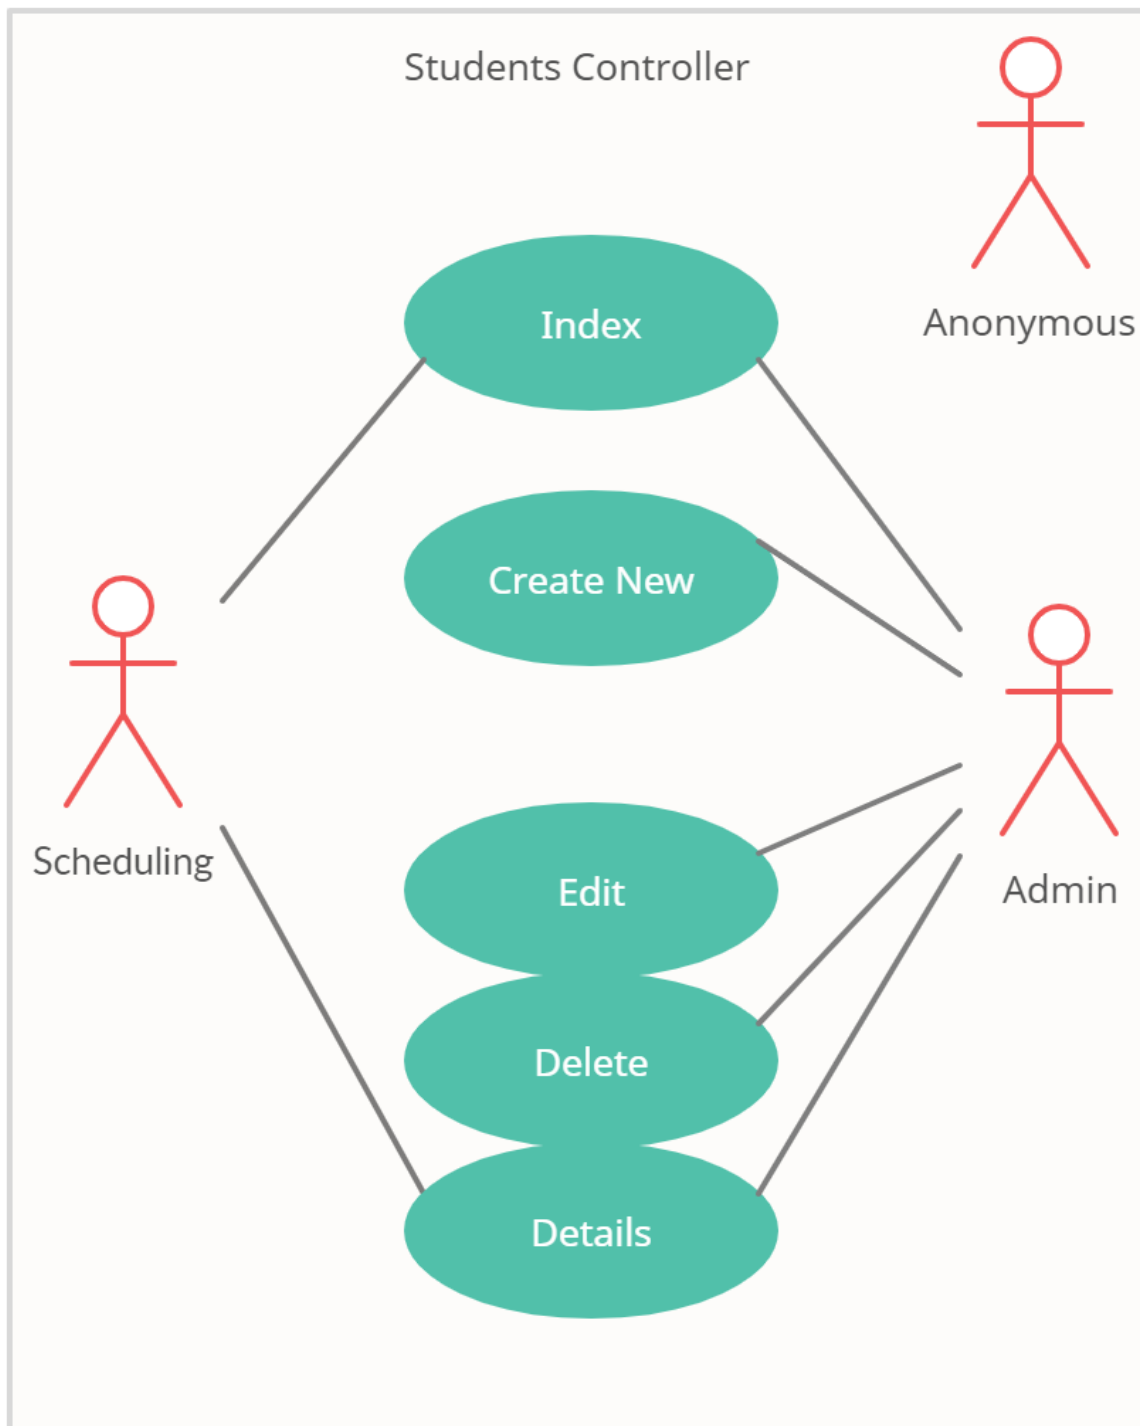 Students Controller
Anonymous
Index
Create New
Scheduling
Admin
Edit
Delete
Details